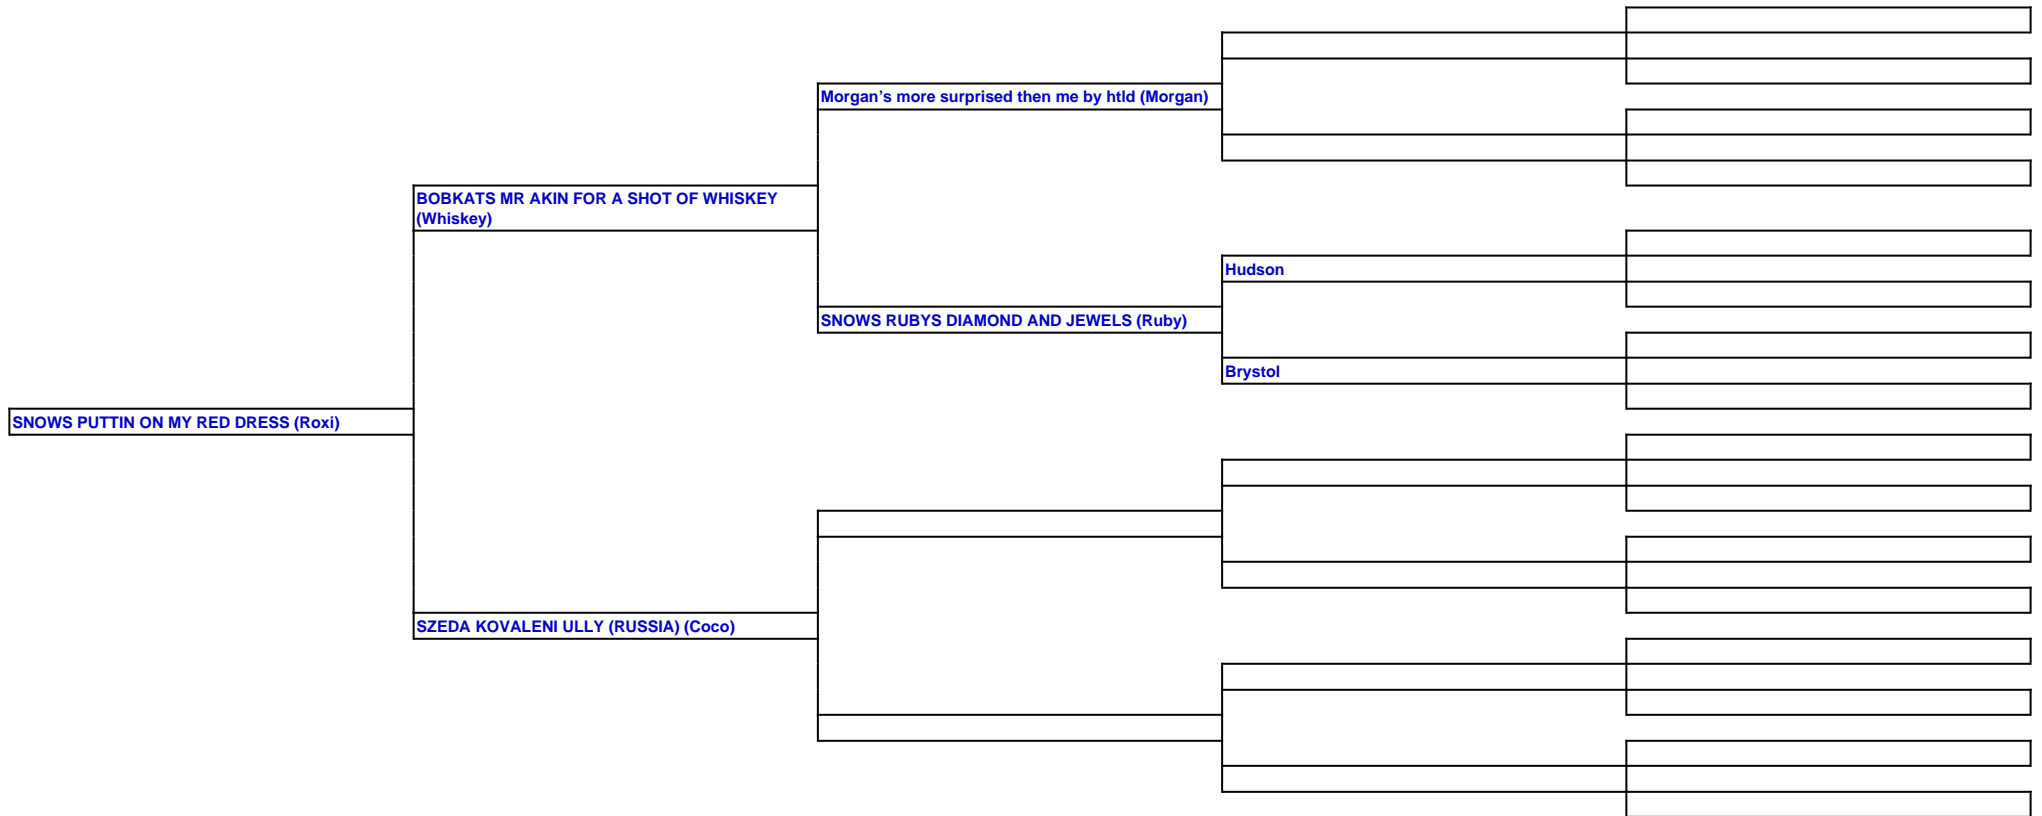 Morgan’s more surprised then me by htld (Morgan)
BOBKATS MR AKIN FOR A SHOT OF WHISKEY
(Whiskey)
Hudson
SNOWS RUBYS DIAMOND AND JEWELS (Ruby)
Brystol
SNOWS PUTTIN ON MY RED DRESS (Roxi)
SZEDA KOVALENI ULLY (RUSSIA) (Coco)